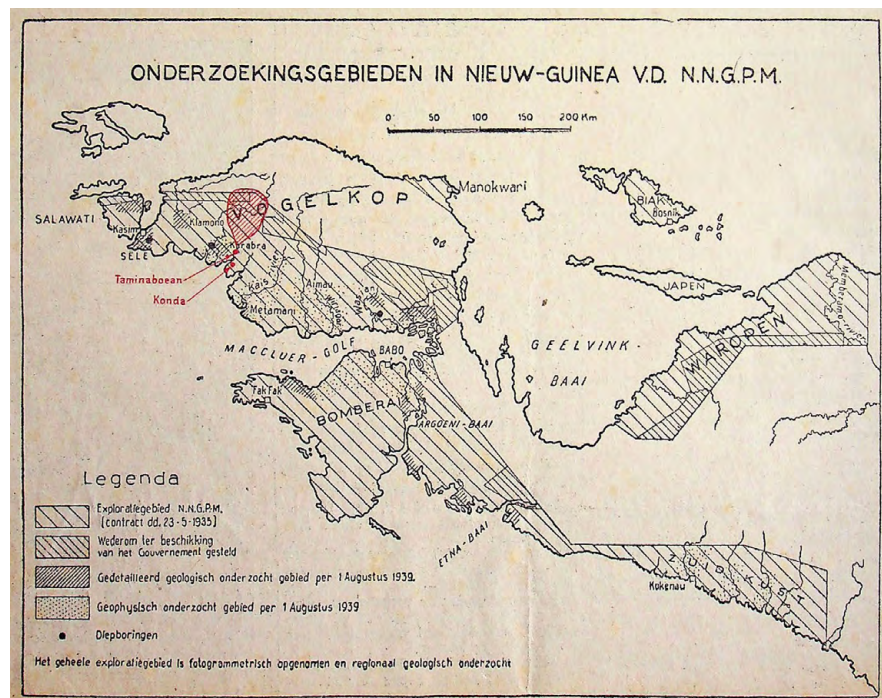 ONDERZOEKINGSGEBIEDEN IN NIEUW-GUINEA V.D. N.N.G.P.M.
0 50 100 150 200 Km
Manokwari
VOGELKOP
BIAK
Bosnik
SALAWATI
Kasim
Klamono
SELE
Karabra
Taminaboean
Konda
Kais
Aimau
Metamani
JAPEN
MACCLUER-GOLF
BABO
GEELVINK-
BAAI
WAROPEN
FakFak
BOMBERAI
ARGOENI-BAAI
ETNA-BAAI
ZUIDKUST
Kokenau
Legenda
Exploratiegebied N.N.G.P.M.
(contract dd. 23-5-1935)
Wederom ter beschikking
van het Gouvernement gesteld
Gedetailleerd geologisch onderzocht gebied per 1 Augustus 1939.
Geophysisch onderzocht gebied per 1 Augustus 1939
Diepboringen
Het geheele exploratiegebied is fotogrammetrisch opgenomen en regionaal geologisch onderzocht